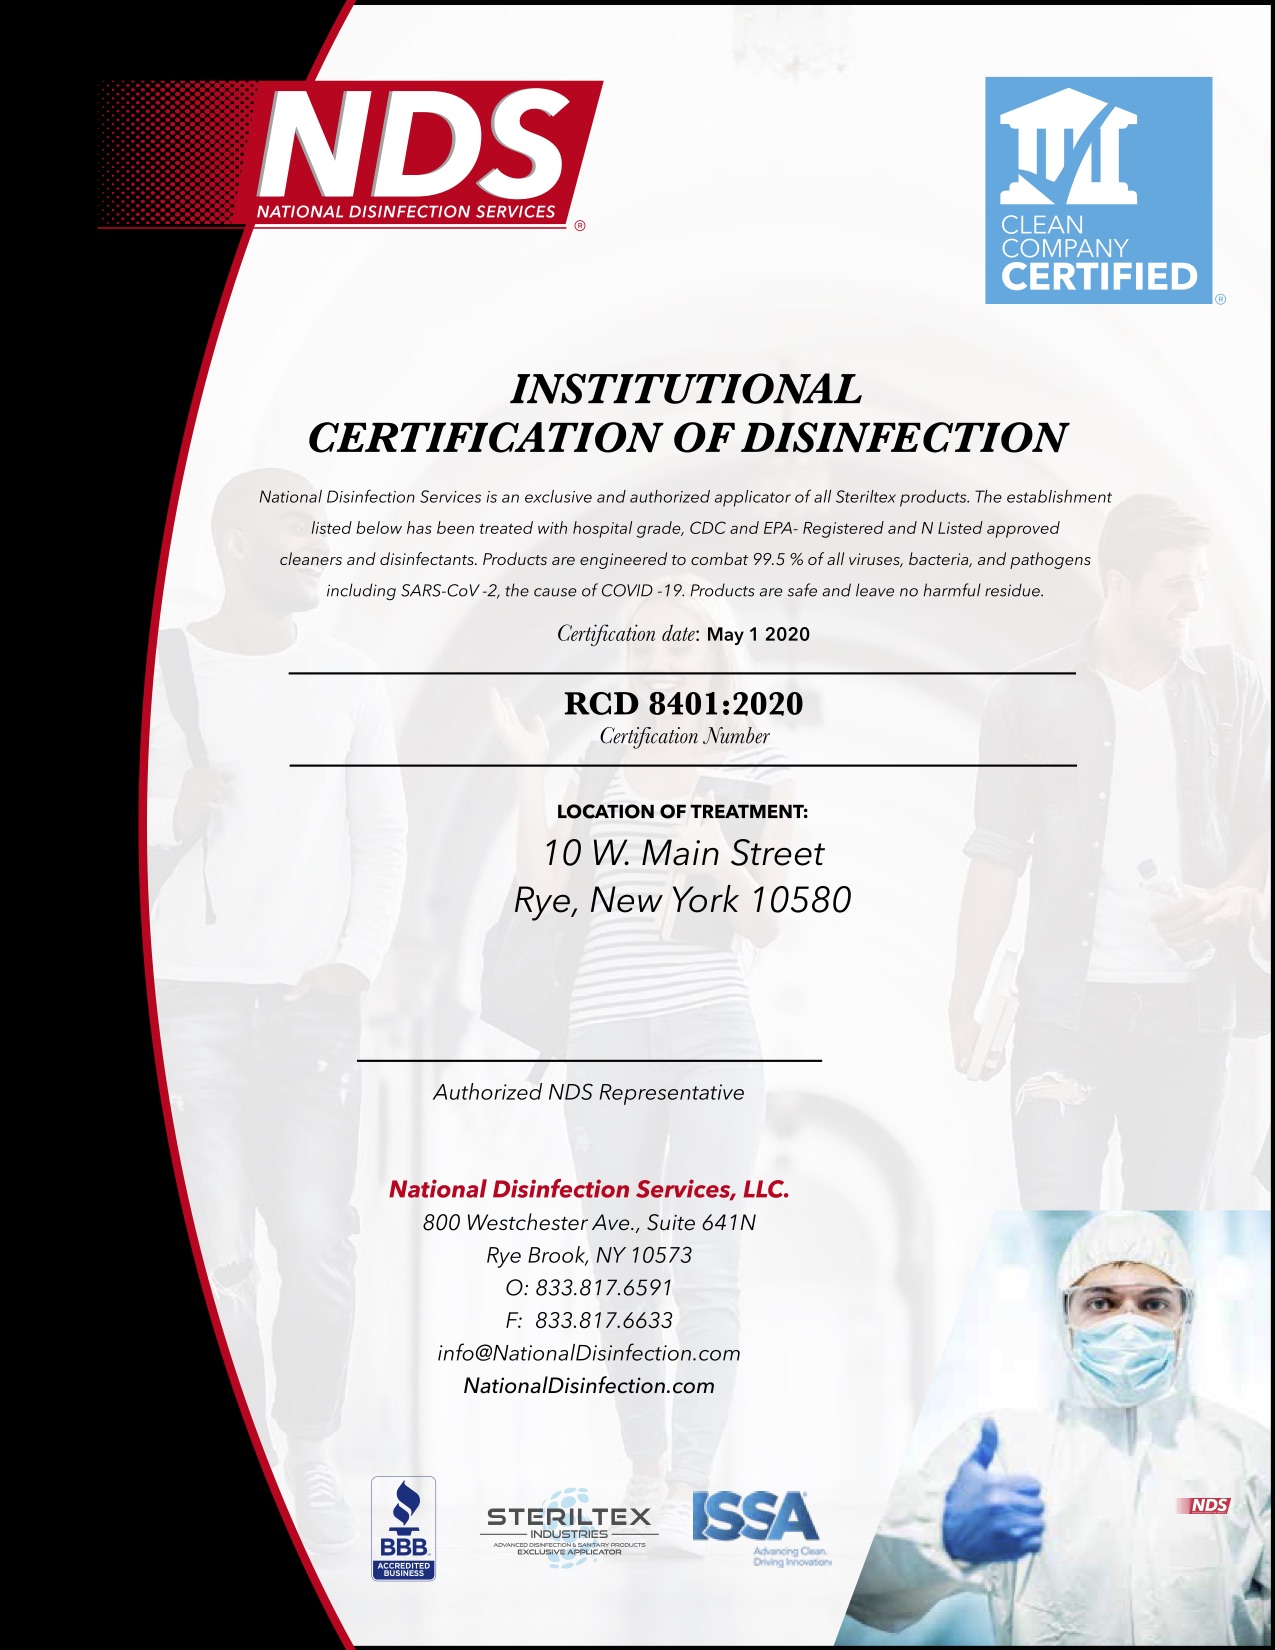 NDS
NATIONAL DISINFECTION SERVICES
®
CLEAN
COMPANY
CERTIFIED
®
INSTITUTIONAL
CERTIFICATION OF DISINFECTION
National Disinfection Services is an exclusive and authorized applicator of all Steriltex products. The establishment
listed below has been treated with hospital grade, CDC and EPA- Registered and N Listed approved
cleaners and disinfectants. Products are engineered to combat 99.5 % of all viruses, bacteria, and pathogens
including SARS-CoV -2, the cause of COVID -19. Products are safe and leave no harmful residue.
Certification date: May 1 2020
RCD 8401:2020
Certification Number
LOCATION OF TREATMENT:
10 W. Main Street
Rye, New York 10580
Authorized NDS Representative
National Disinfection Services, LLC.
800 Westchester Ave., Suite 641N
Rye Brook, NY 10573
O: 833.817.6591
F: 833.817.6633
info@NationalDisinfection.com
NationalDisinfection.com
BBB
ACCREDITED
BUSINESS
STERILTEX
INDUSTRIES
ADVANCED DISINFECTION & SANITARY PRODUCTS
EXCLUSIVE APPLICATOR
ISSA
Advancing Clean.
Driving Innovation
NDS